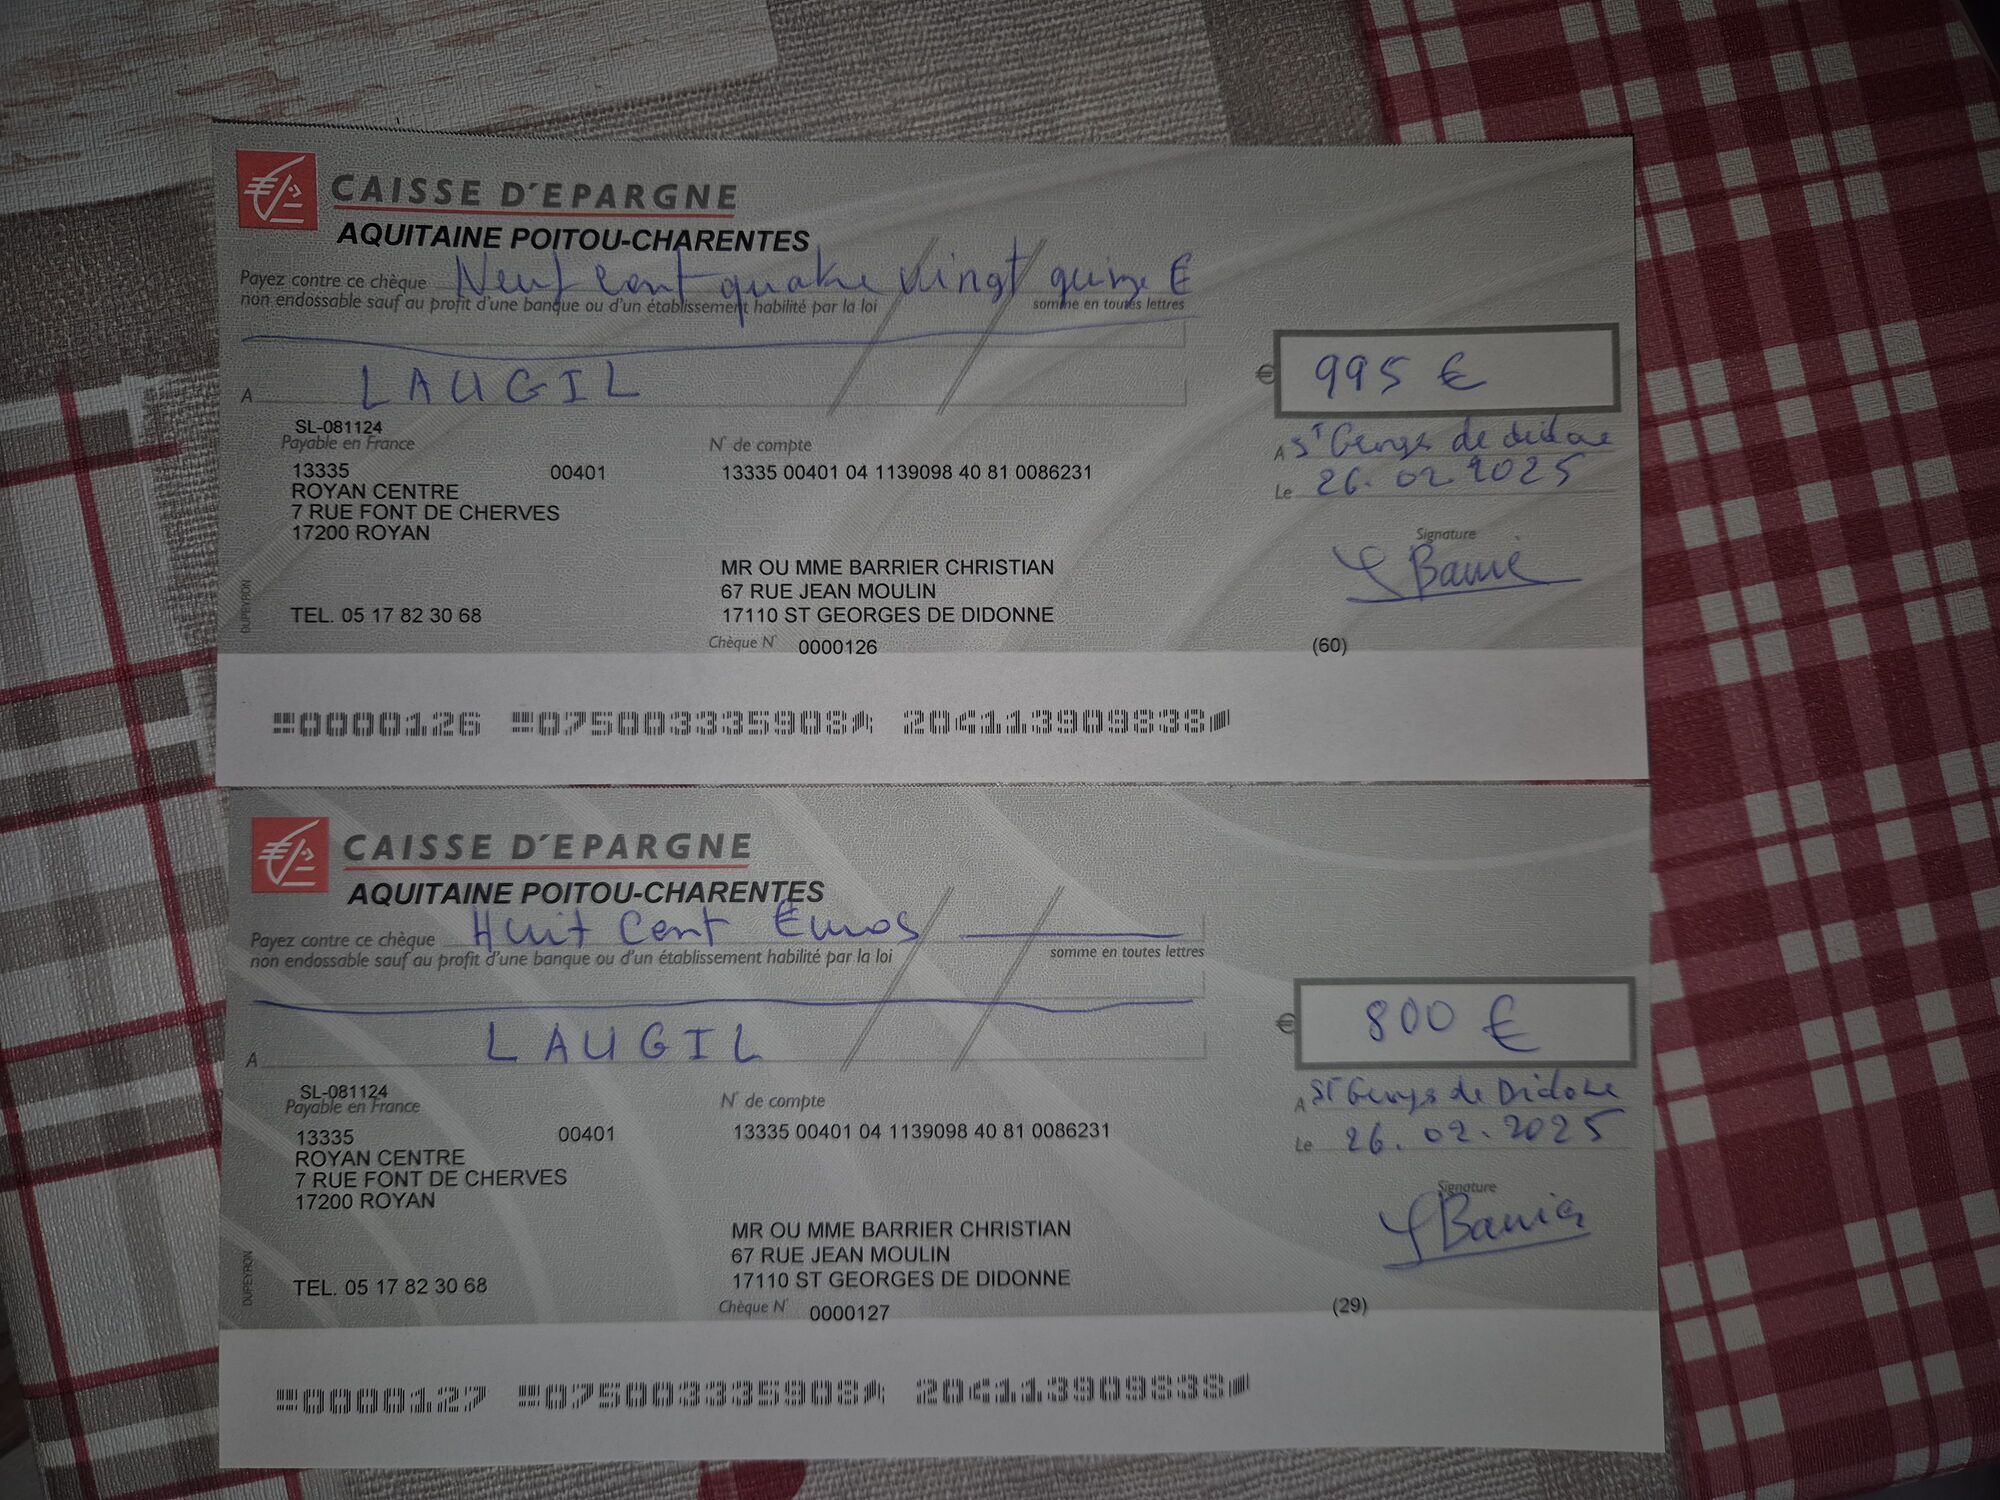 CAISSE D'EPARGNE
AQUITAINE POITOU-CHARENTES
Payez contre ce chèque Neuf Cent quatre vingt quinze €
non endossable sauf au profit d'une banque ou d'un établissement habilité par la loi somme en toutes lettres
€ 995 €
A LAUGIL
SL-081124
Payable en France
N° de compte
A St Georges de didone
13335 00401 13335 00401 04 1139098 40 81 0086231
Le 26.02.2025
ROYAN CENTRE
7 RUE FONT DE CHERVES
17200 ROYAN
Signature
Barrie
MR OU MME BARRIER CHRISTIAN
67 RUE JEAN MOULIN
TEL. 05 17 82 30 68 17110 ST GEORGES DE DIDONNE
DUPEYRON
Chèque N° 0000126 (60)
0000126 075003335908 204113909838
CAISSE D'EPARGNE
AQUITAINE POITOU-CHARENTES
Payez contre ce chèque Huit Cent Euros
non endossable sauf au profit d'une banque ou d'un établissement habilité par la loi somme en toutes lettres
€ 800 €
A LAUGIL
SL-081124
Payable en France
N° de compte
A St Georges de Didone
13335 00401 13335 00401 04 1139098 40 81 0086231
Le 26.02.2025
ROYAN CENTRE
7 RUE FONT DE CHERVES
17200 ROYAN
Signature
Barrier
MR OU MME BARRIER CHRISTIAN
67 RUE JEAN MOULIN
TEL. 05 17 82 30 68 17110 ST GEORGES DE DIDONNE
DUPEYRON
Chèque N° 0000127 (29)
0000127 075003335908 204113909838